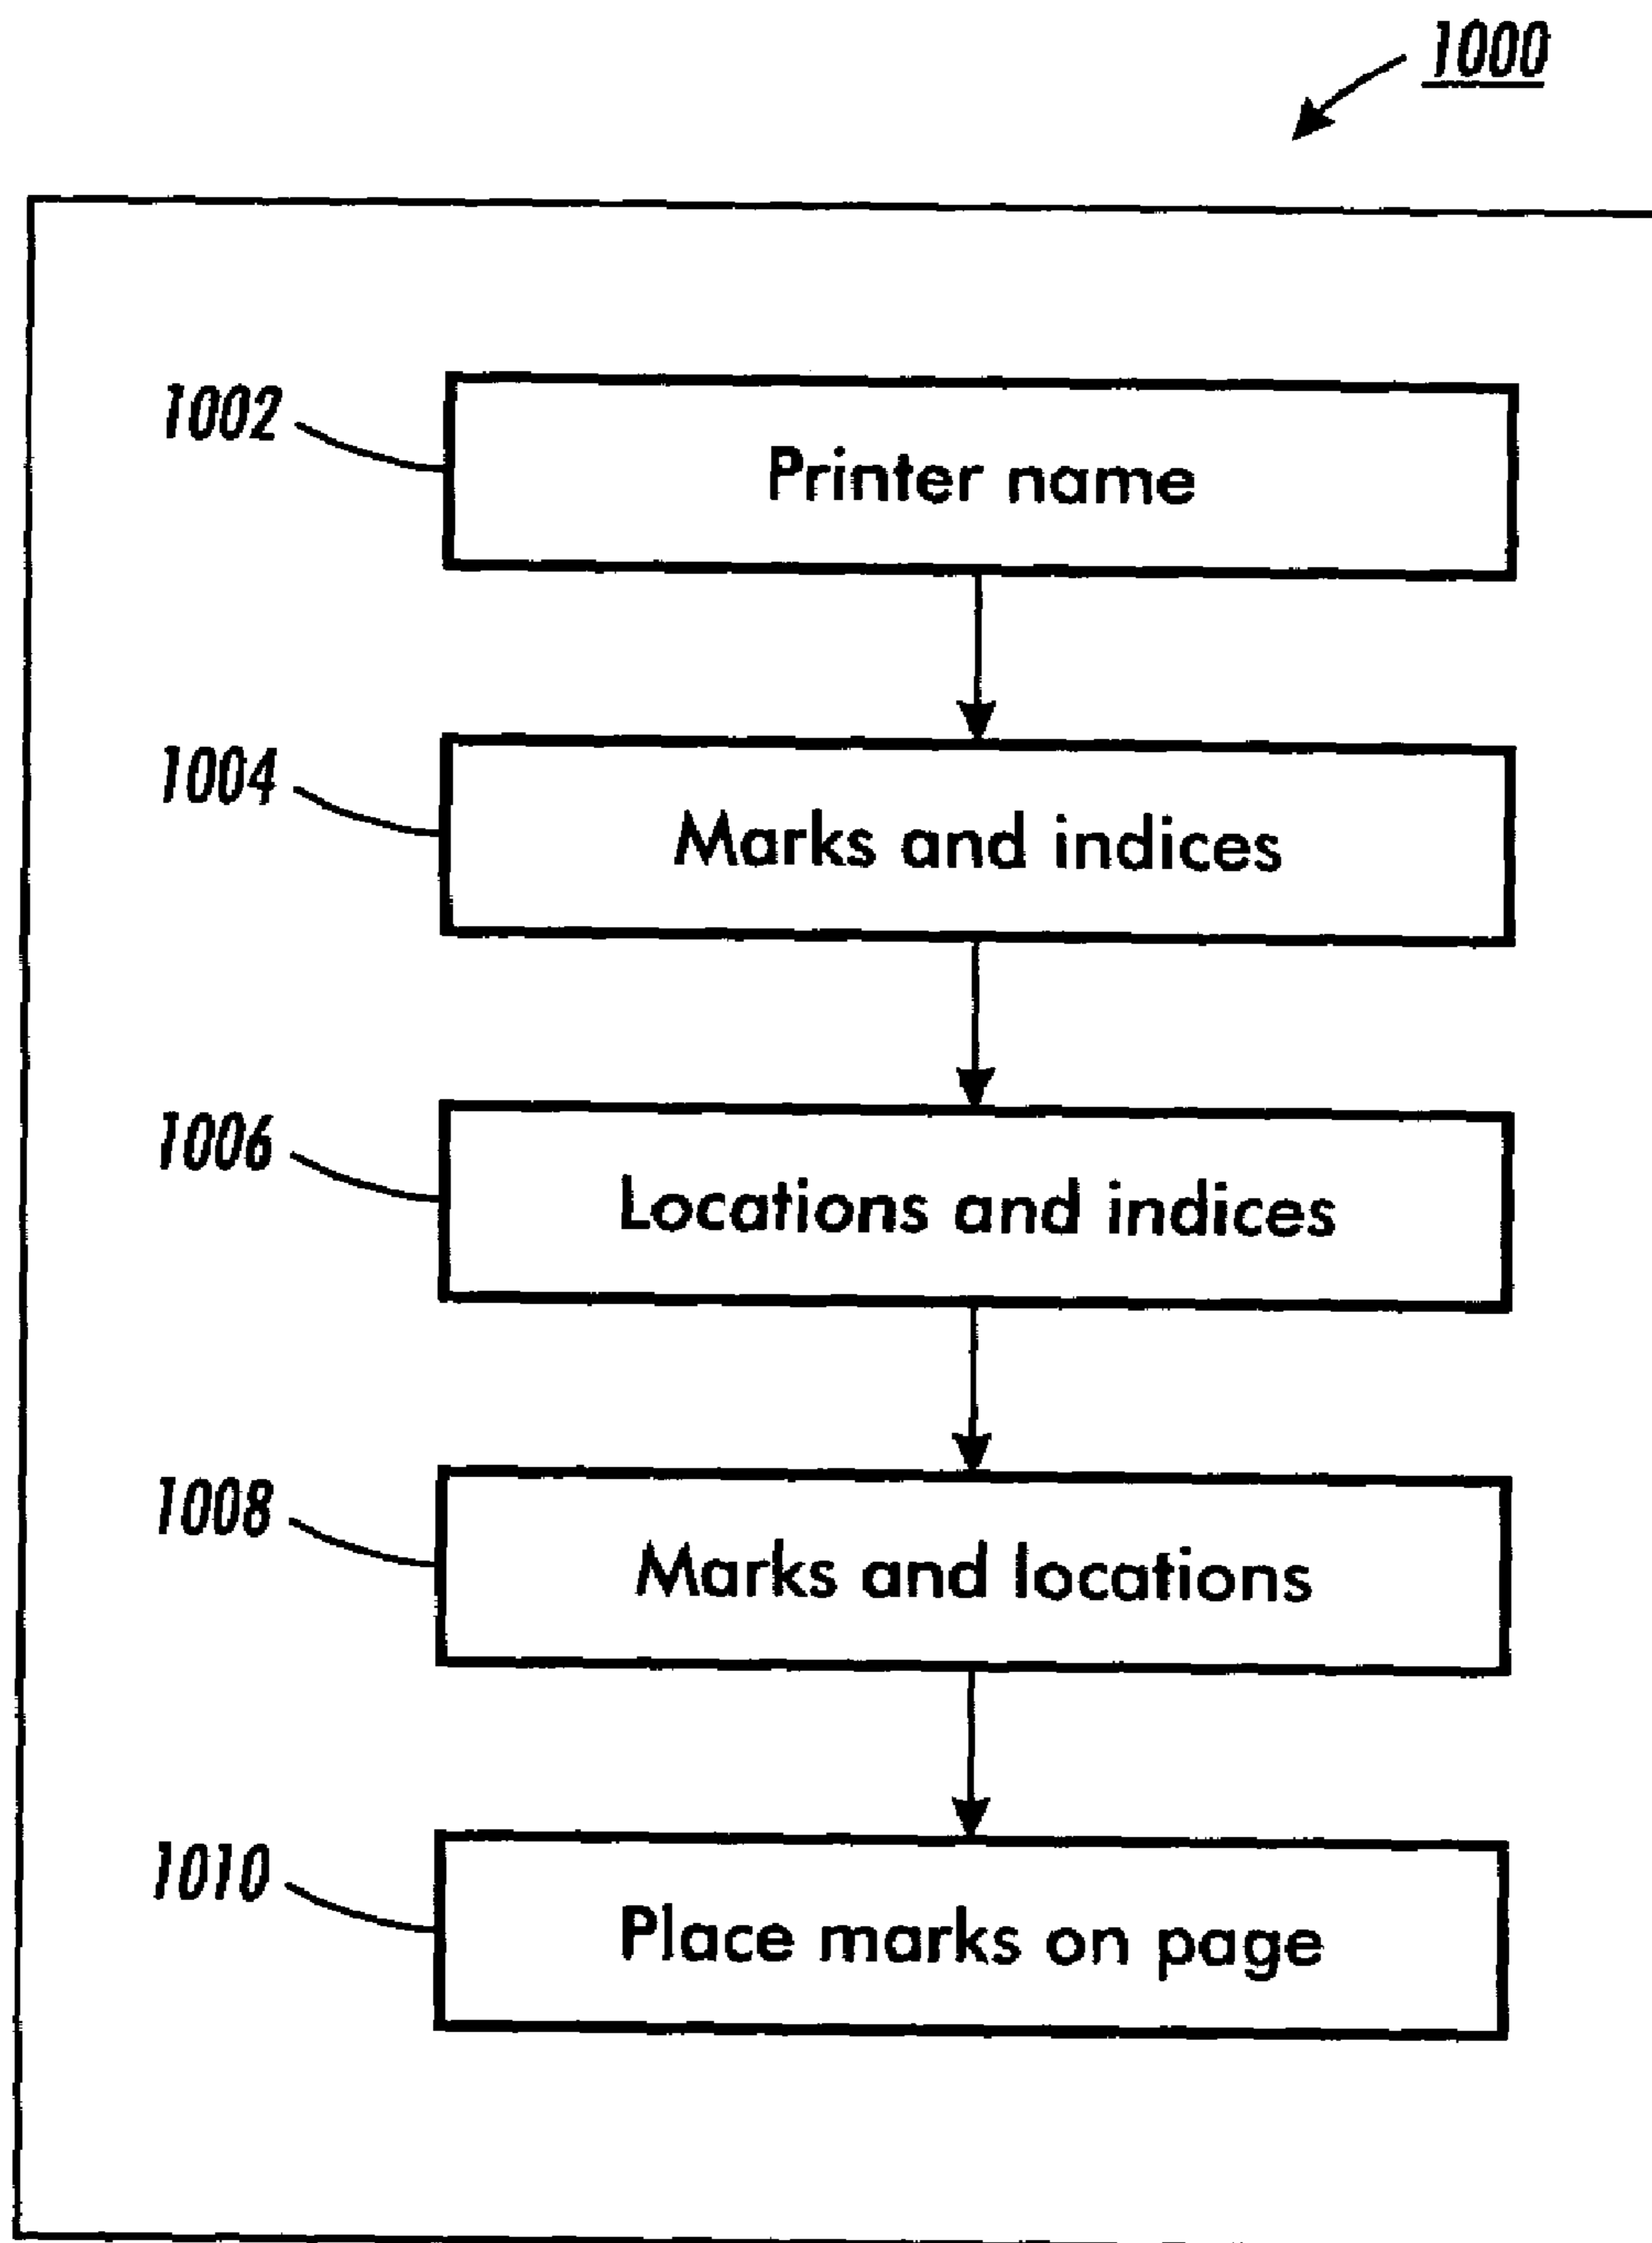 1000
1002
Printer name
1004
Marks and indices
1006
Locations and indices
1008
Marks and locations
1010
Place marks on page